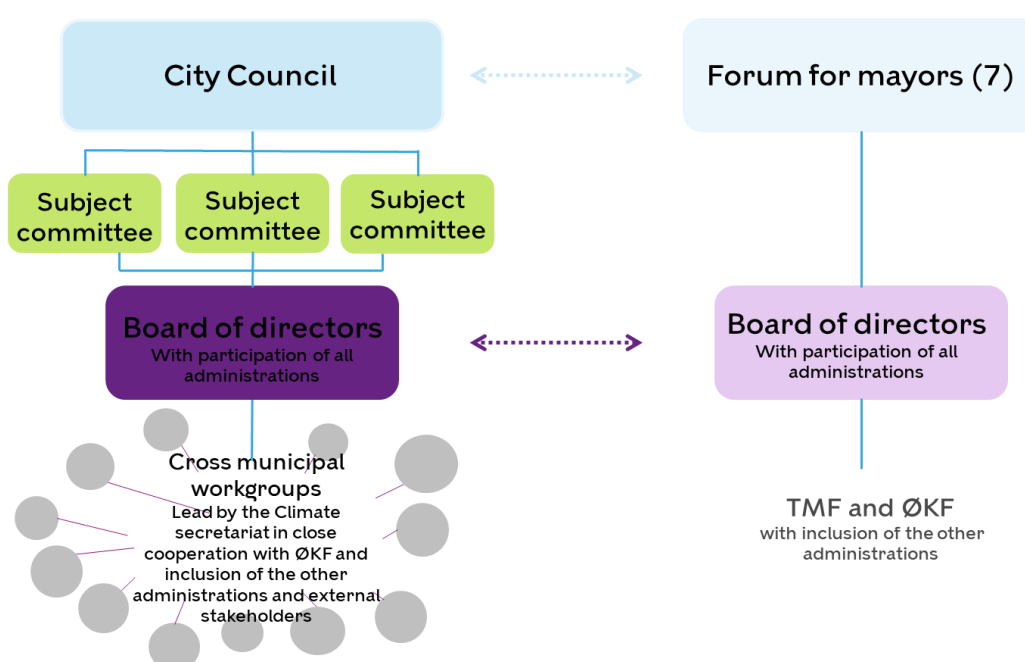 City Council
Forum for mayors (7)
Subject
committee
Subject
committee
Subject
committee
Board of directors
With participation of all
administrations
Board of directors
With participation of all
administrations
Cross municipal
workgroups
Lead by the Climate
secretariat in close
cooperation with ØKF and
inclusion of the other
administrations and external
stakeholders
TMF and ØKF
with inclusion of the other
administrations